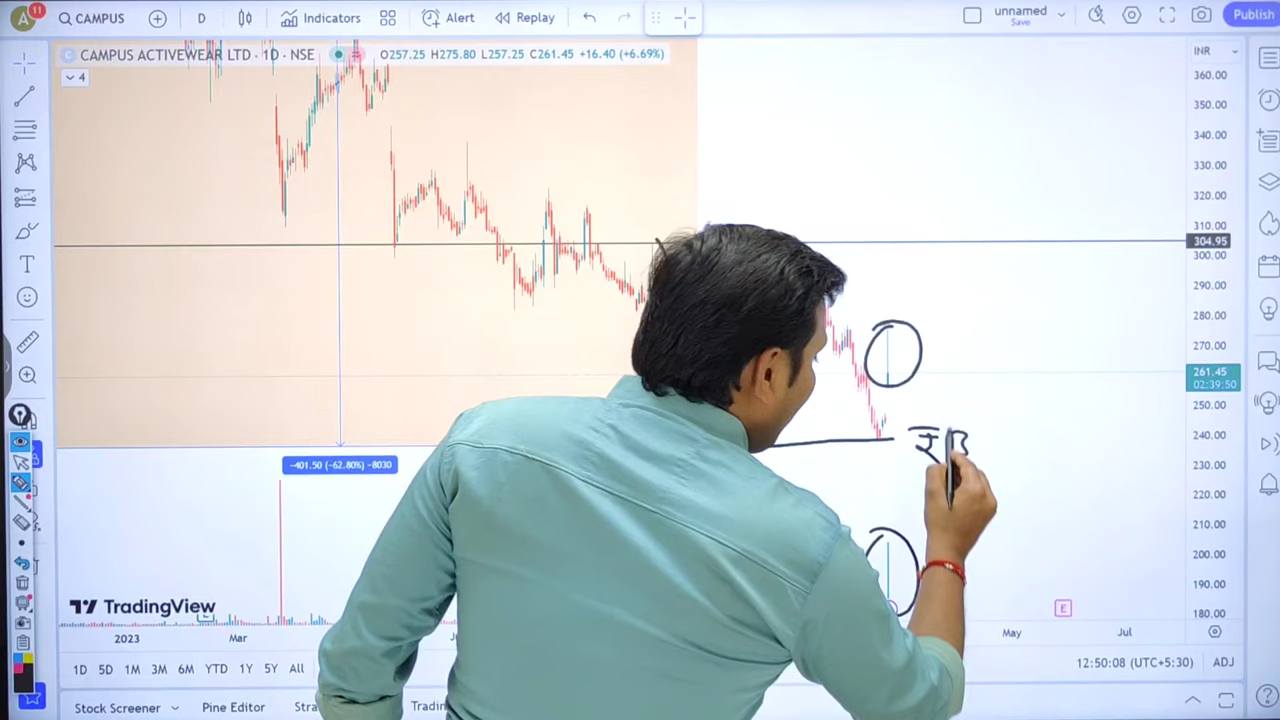 A 11 CAMPUS D Indicators Alert Replay unnamed Save Publish
C CAMPUS ACTIVEWEAR LTD · 1D · NSE O257.25 H275.80 L257.25 C261.45 +16.40 (+6.69%) INR
4
360.00
350.00
340.00
330.00
320.00
310.00
304.95
300.00
290.00
280.00
270.00
261.45
02:39:50
250.00
240.00
230.00
220.00
210.00
200.00
190.00
180.00
₹
−401.50 (−62.80%) −8030
TradingView
E
2023 Mar May Jul
1D 5D 1M 3M 6M YTD 1Y 5Y All 12:50:08 (UTC+5:30) ADJ
Stock Screener Pine Editor